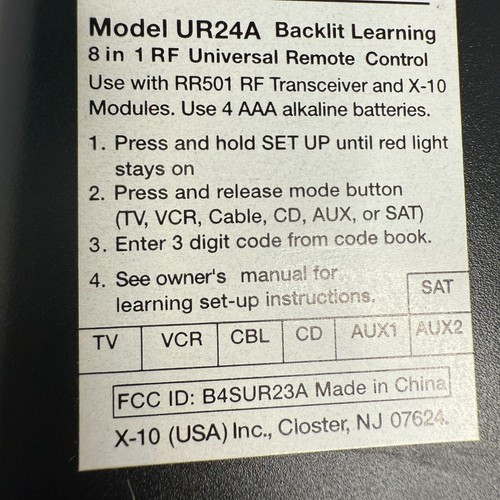 Model UR24A Backlit Learning
8 in 1 RF Universal Remote Control
Use with RR501 RF Transceiver and X-10
Modules. Use 4 AAA alkaline batteries.
1. Press and hold SET UP until red light
stays on
2. Press and release mode button
(TV, VCR, Cable, CD, AUX, or SAT)
3. Enter 3 digit code from code book.
4. See owner's manual for
learning set-up instructions.
SAT
TV VCR CBL CD AUX1 AUX2
FCC ID: B4SUR23A Made in China
X-10 (USA) Inc., Closter, NJ 07624.